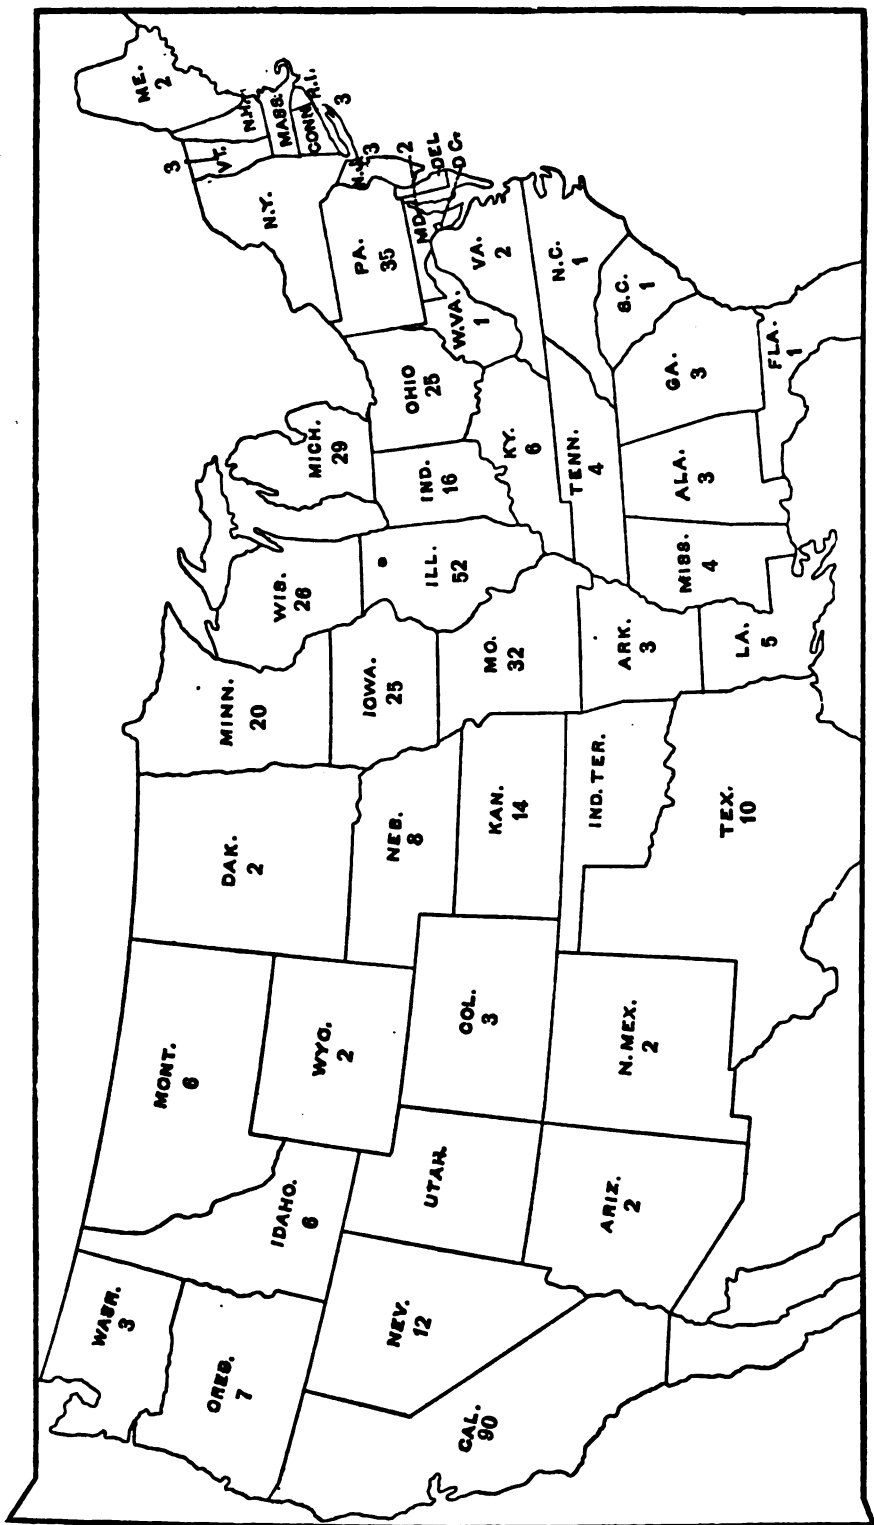 ME.
2
N.H.
MASS.
R.I.
CONN.
3
3
VT.
N.Y.
N.J.
3
2
DEL
D.C.
MD.
PA.
35
VA.
2
W.VA.
1
N.C.
1
S.C.
1
GA.
3
FLA.
1
OHIO
25
MICH.
29
IND.
16
KY.
6
TENN.
4
ALA.
3
MISS.
4
WIS.
26
ILL.
52
MINN.
20
IOWA.
25
MO.
32
ARK.
3
LA.
5
DAK.
2
NEB.
8
KAN.
14
IND. TER.
TEX.
10
MONT.
6
WYO.
2
COL.
3
N. MEX.
2
IDAHO.
6
UTAH.
ARIZ.
2
WASH.
3
OREG.
7
NEV.
12
CAL.
90